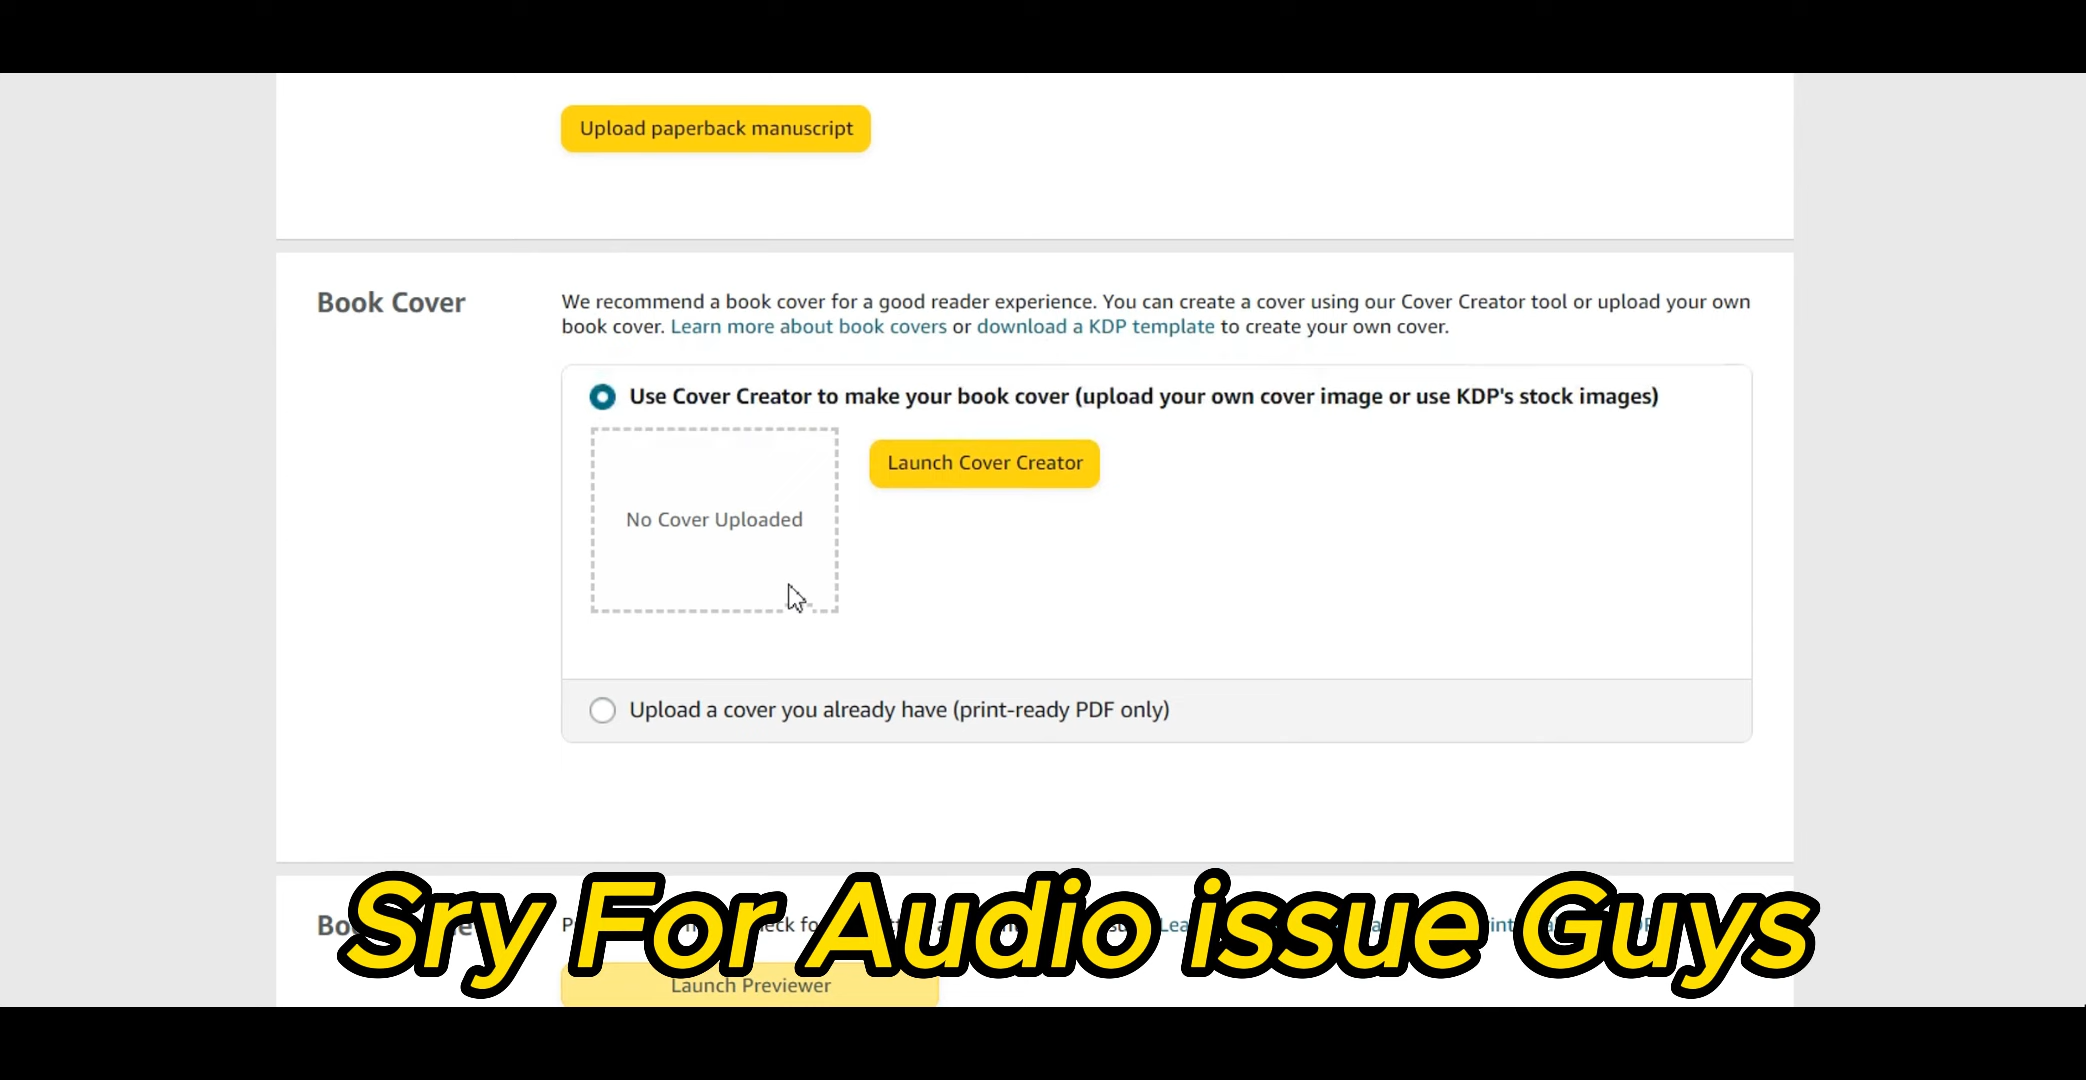 Upload paperback manuscript
Book Cover
We recommend a book cover for a good reader experience. You can create a cover using our Cover Creator tool or upload your own
book cover. Learn more about book covers or download a KDP template to create your own cover.
Use Cover Creator to make your book cover (upload your own cover image or use KDP's stock images)
Launch Cover Creator
No Cover Uploaded
Upload a cover you already have (print-ready PDF only)
Sry For Audio issue Guys
Launch Previewer